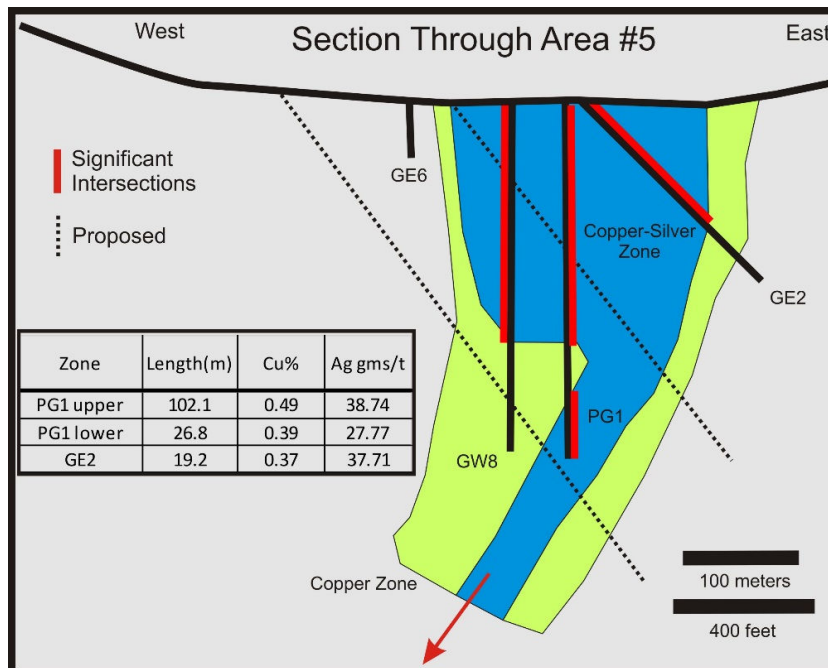 West
Section Through Area #5
East
Significant
Intersections
Proposed
GE6
Copper-Silver
Zone
GE2
Zone Length(m) Cu% Ag gms/t
PG1 upper 102.1 0.49 38.74
PG1 lower 26.8 0.39 27.77
GE2 19.2 0.37 37.71
PG1
GW8
Copper Zone
100 meters
400 feet